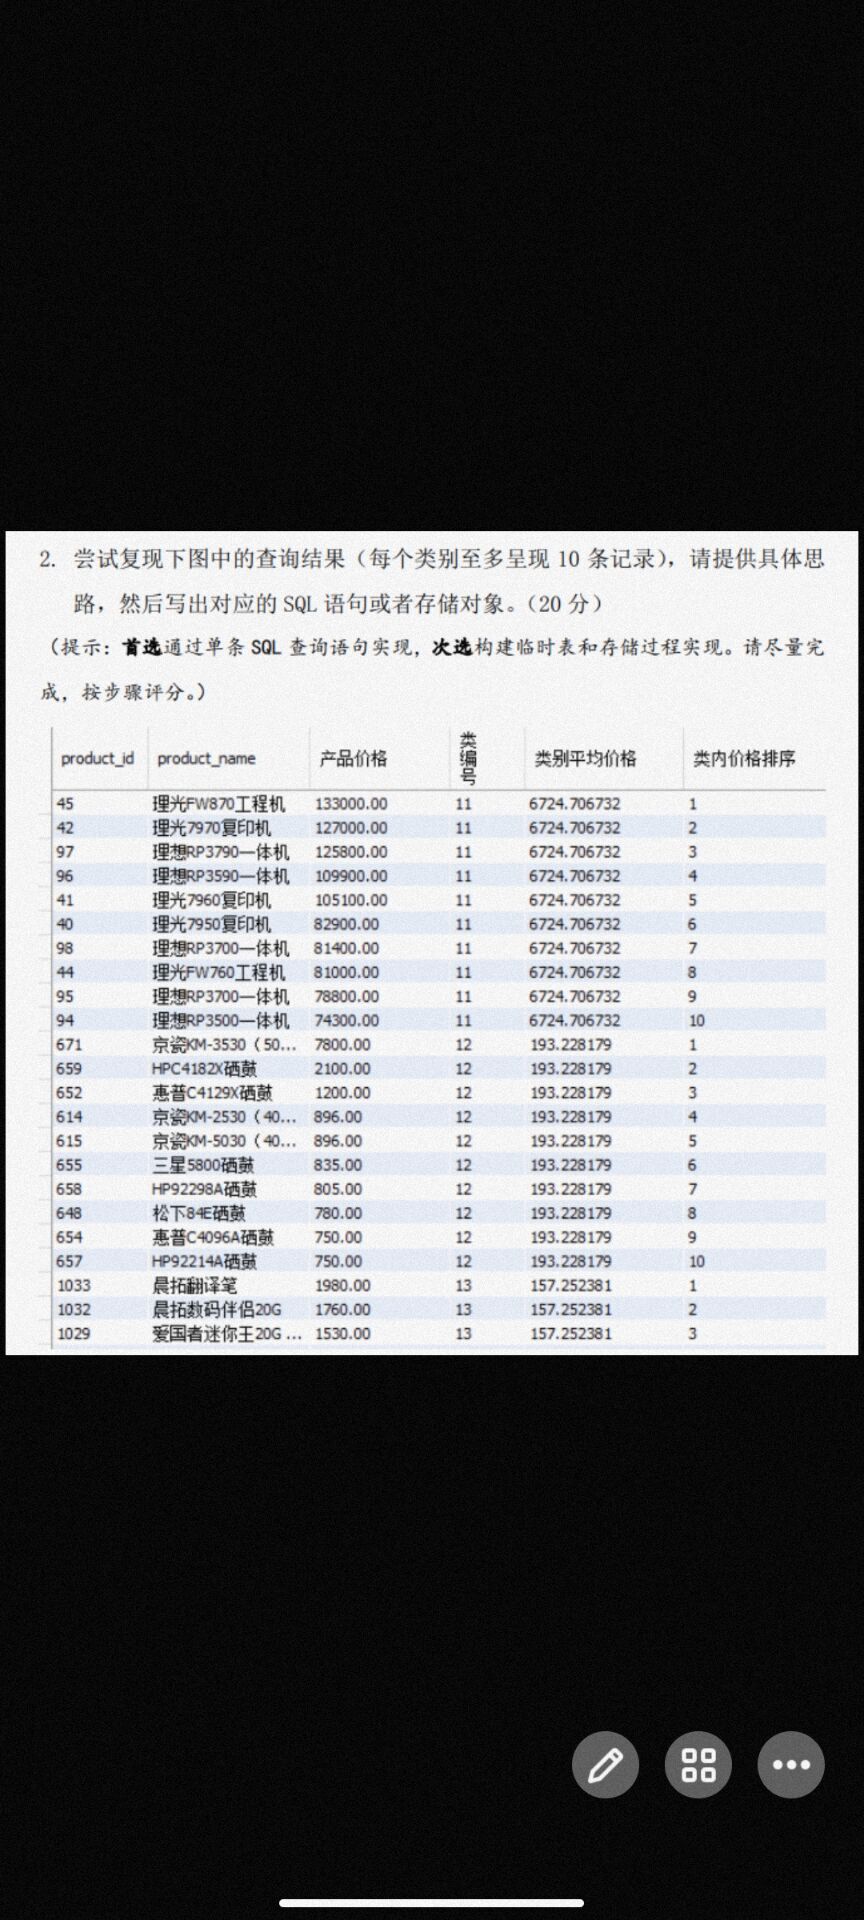 2. 尝试复现下图中的查询结果（每个类别至多呈现 10 条记录），请提供具体思
路，然后写出对应的 SQL 语句或者存储对象。（20 分）
（提示：首选通过单条 SQL 查询语句实现，次选构建临时表和存储过程实现。请尽量完
成，按步骤评分。）
product_id product_name 产品价格 类编号 类别平均价格 类内价格排序
45 理光FW870工程机 133000.00 11 6724.706732 1
42 理光7970复印机 127000.00 11 6724.706732 2
97 理想RP3790一体机 125800.00 11 6724.706732 3
96 理想RP3590一体机 109900.00 11 6724.706732 4
41 理光7960复印机 105100.00 11 6724.706732 5
40 理光7950复印机 82900.00 11 6724.706732 6
98 理想RP3700一体机 81400.00 11 6724.706732 7
44 理光FW760工程机 81000.00 11 6724.706732 8
95 理想RP3700一体机 78800.00 11 6724.706732 9
94 理想RP3500一体机 74300.00 11 6724.706732 10
671 京瓷KM-3530（50... 7800.00 12 193.228179 1
659 HPC4182X硒鼓 2100.00 12 193.228179 2
652 惠普C4129X硒鼓 1200.00 12 193.228179 3
614 京瓷KM-2530（40... 896.00 12 193.228179 4
615 京瓷KM-5030（40... 896.00 12 193.228179 5
655 三星5800硒鼓 835.00 12 193.228179 6
658 HP92298A硒鼓 805.00 12 193.228179 7
648 松下84E硒鼓 780.00 12 193.228179 8
654 惠普C4096A硒鼓 750.00 12 193.228179 9
657 HP92214A硒鼓 750.00 12 193.228179 10
1033 晨拓翻译笔 1980.00 13 157.252381 1
1032 晨拓数码伴侣20G 1760.00 13 157.252381 2
1029 爱国者迷你王20G ... 1530.00 13 157.252381 3